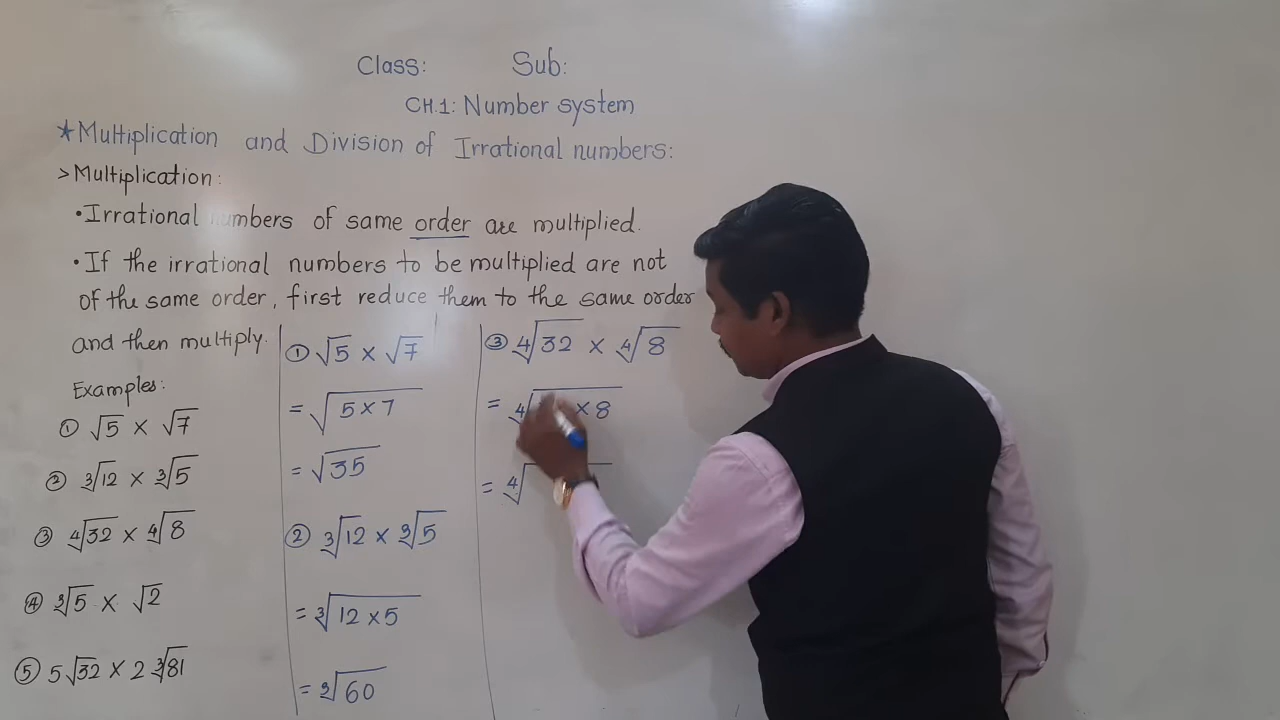 Class: Sub:
CH.1: Number system
★Multiplication and Division of Irrational numbers:
>Multiplication:
•Irrational numbers of same order are multiplied.
•If the irrational numbers to be multiplied are not
of the same order, first reduce them to the same order
and then multiply.
Examples:
① √5 × √7
② ∛12 × ∛5
③ ∜32 × ∜8
④ ∛5 × √2
⑤ 5√32 × 2∛81
① √5 × √7
= √5×7
= √35
② ∛12 × ∛5
= ∛12×5
= ∛60
③ ∜32 × ∜8
= ∜ ×8
= ∜